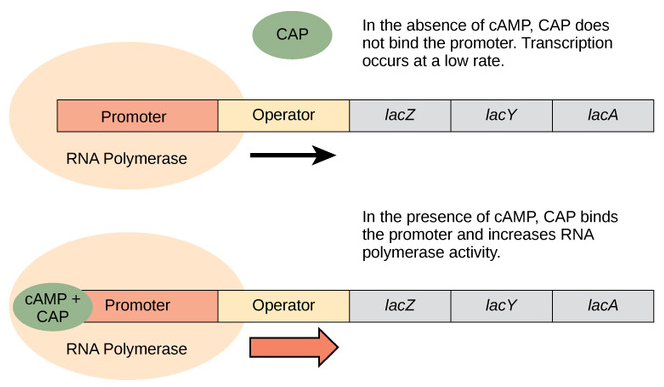 CAP
In the absence of cAMP, CAP does
not bind the promoter. Transcription
occurs at a low rate.
Promoter
Operator
lacZ
lacY
lacA
RNA Polymerase
In the presence of cAMP, CAP binds
the promoter and increases RNA
polymerase activity.
cAMP +
CAP
Promoter
Operator
lacZ
lacY
lacA
RNA Polymerase